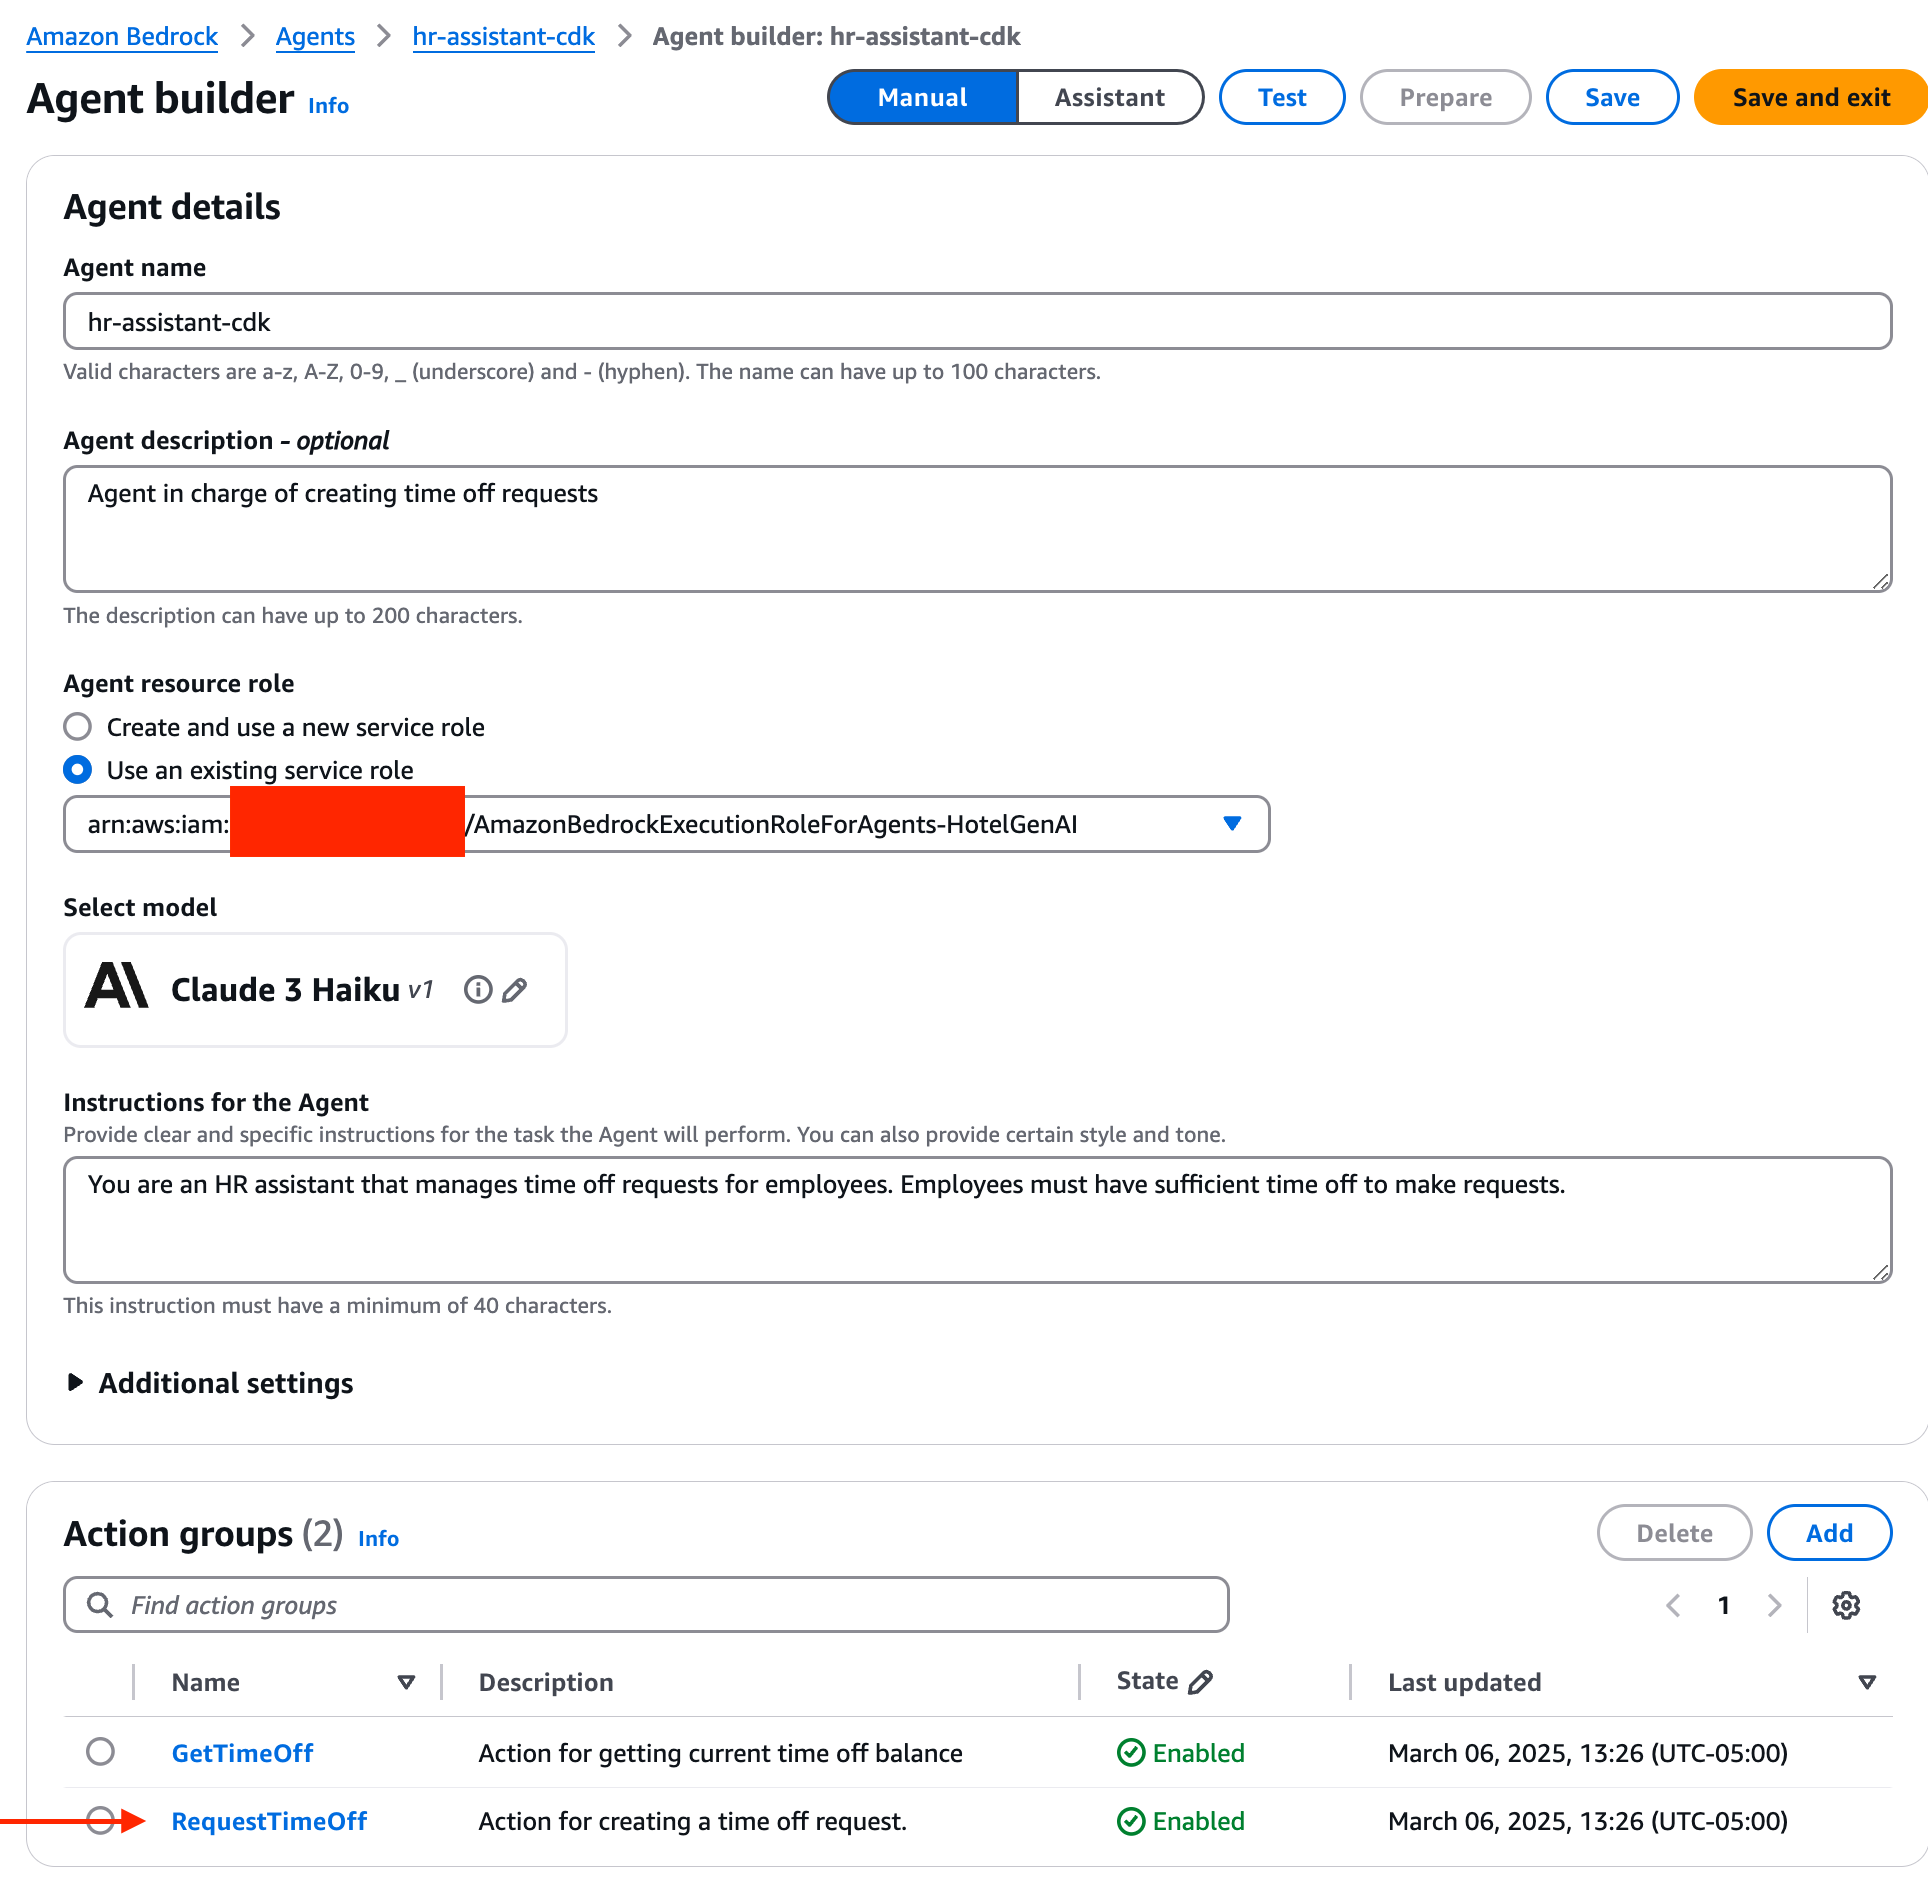 Amazon Bedrock > Agents > hr-assistant-cdk > Agent builder: hr-assistant-cdk
Agent builder Info
Manual Assistant Test Prepare Save Save and exit
Agent details
Agent name
hr-assistant-cdk
Valid characters are a-z, A-Z, 0-9, _ (underscore) and - (hyphen). The name can have up to 100 characters.
Agent description - optional
Agent in charge of creating time off requests
The description can have up to 200 characters.
Agent resource role
Create and use a new service role
Use an existing service role
arn:aws:iam: /AmazonBedrockExecutionRoleForAgents-HotelGenAI
Select model
A\ Claude 3 Haiku v1
Instructions for the Agent
Provide clear and specific instructions for the task the Agent will perform. You can also provide certain style and tone.
You are an HR assistant that manages time off requests for employees. Employees must have sufficient time off to make requests.
This instruction must have a minimum of 40 characters.
Additional settings
Action groups (2) Info
Delete Add
Find action groups
1
Name Description State Last updated
GetTimeOff Action for getting current time off balance Enabled March 06, 2025, 13:26 (UTC-05:00)
RequestTimeOff Action for creating a time off request. Enabled March 06, 2025, 13:26 (UTC-05:00)